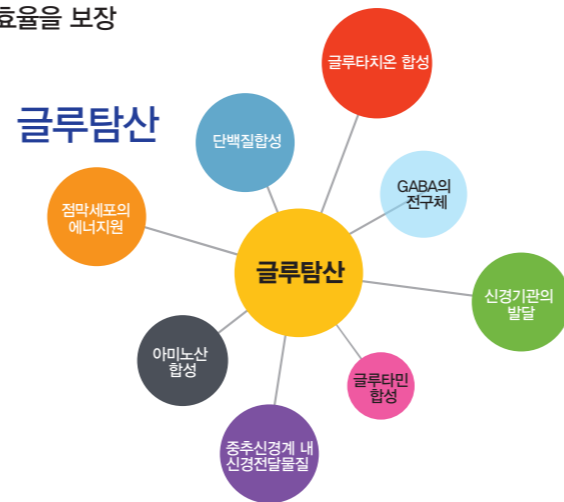 효율을 보장
글루탐산
글루타치온 합성
단백질합성
GABA의
전구체
점막세포의
에너지원
글루탐산
신경기관의
발달
아미노산
합성
글루타민
합성
중추신경계 내
신경전달물질